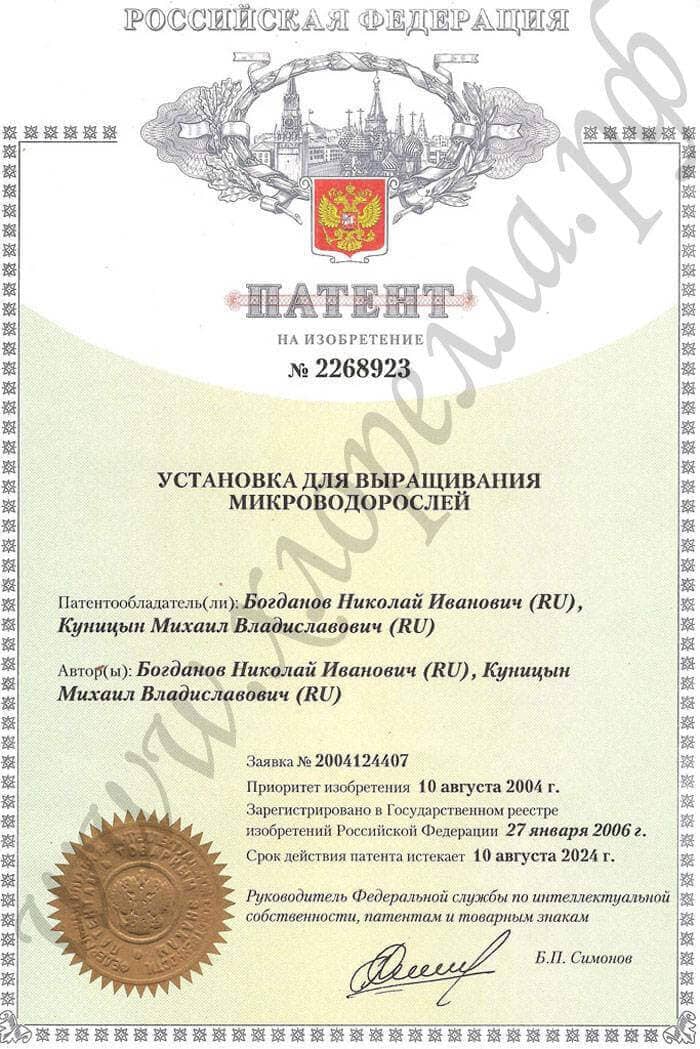 РОССИЙСКАЯ ФЕДЕРАЦИЯ
ПАТЕНТ
НА ИЗОБРЕТЕНИЕ
№ 2268923
УСТАНОВКА ДЛЯ ВЫРАЩИВАНИЯ
МИКРОВОДОРОСЛЕЙ
Патентообладатель(ли): Богданов Николай Иванович (RU),
Куницын Михаил Владиславович (RU)
Автор(ы): Богданов Николай Иванович (RU), Куницын
Михаил Владиславович (RU)
Заявка № 2004124407
Приоритет изобретения 10 августа 2004 г.
Зарегистрировано в Государственном реестре
изобретений Российской Федерации 27 января 2006 г.
Срок действия патента истекает 10 августа 2024 г.
Руководитель Федеральной службы по интеллектуальной
собственности, патентам и товарным знакам
Б.П. Симонов
www.хлорелла.рф